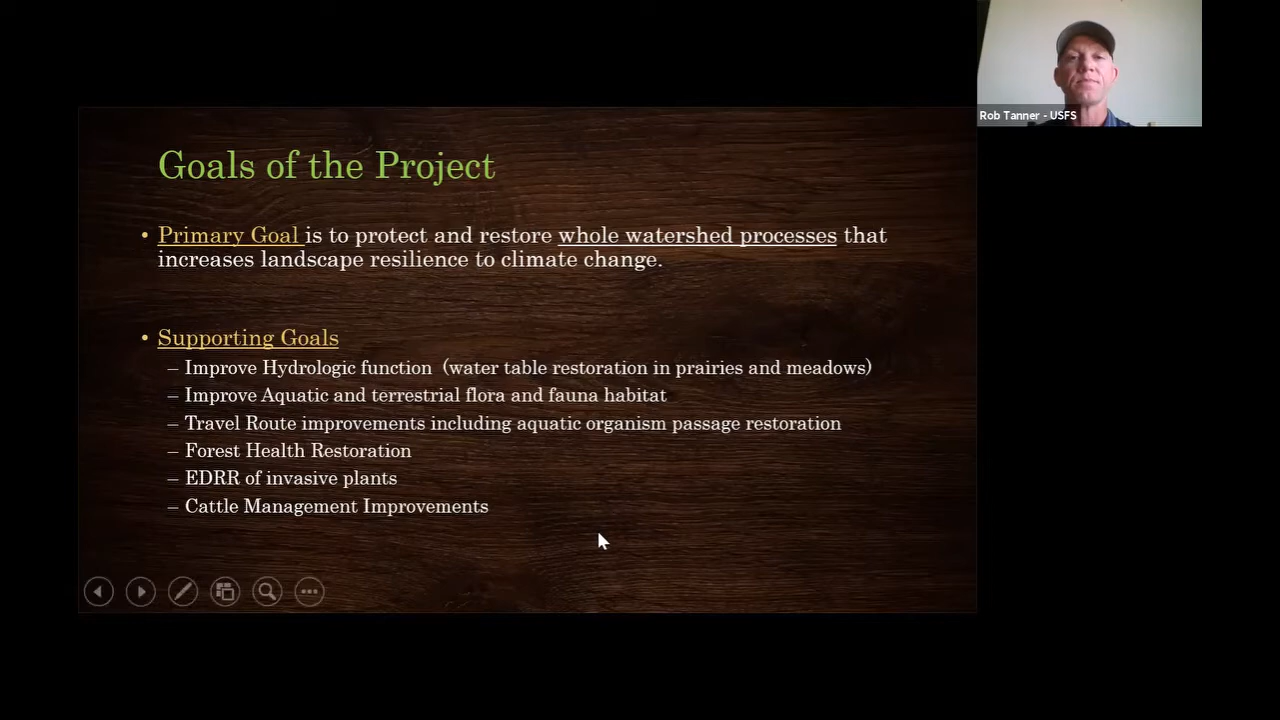 Rob Tanner - USFS
Goals of the Project
• Primary Goal is to protect and restore whole watershed processes that
increases landscape resilience to climate change.
• Supporting Goals
– Improve Hydrologic function (water table restoration in prairies and meadows)
– Improve Aquatic and terrestrial flora and fauna habitat
– Travel Route improvements including aquatic organism passage restoration
– Forest Health Restoration
– EDRR of invasive plants
– Cattle Management Improvements